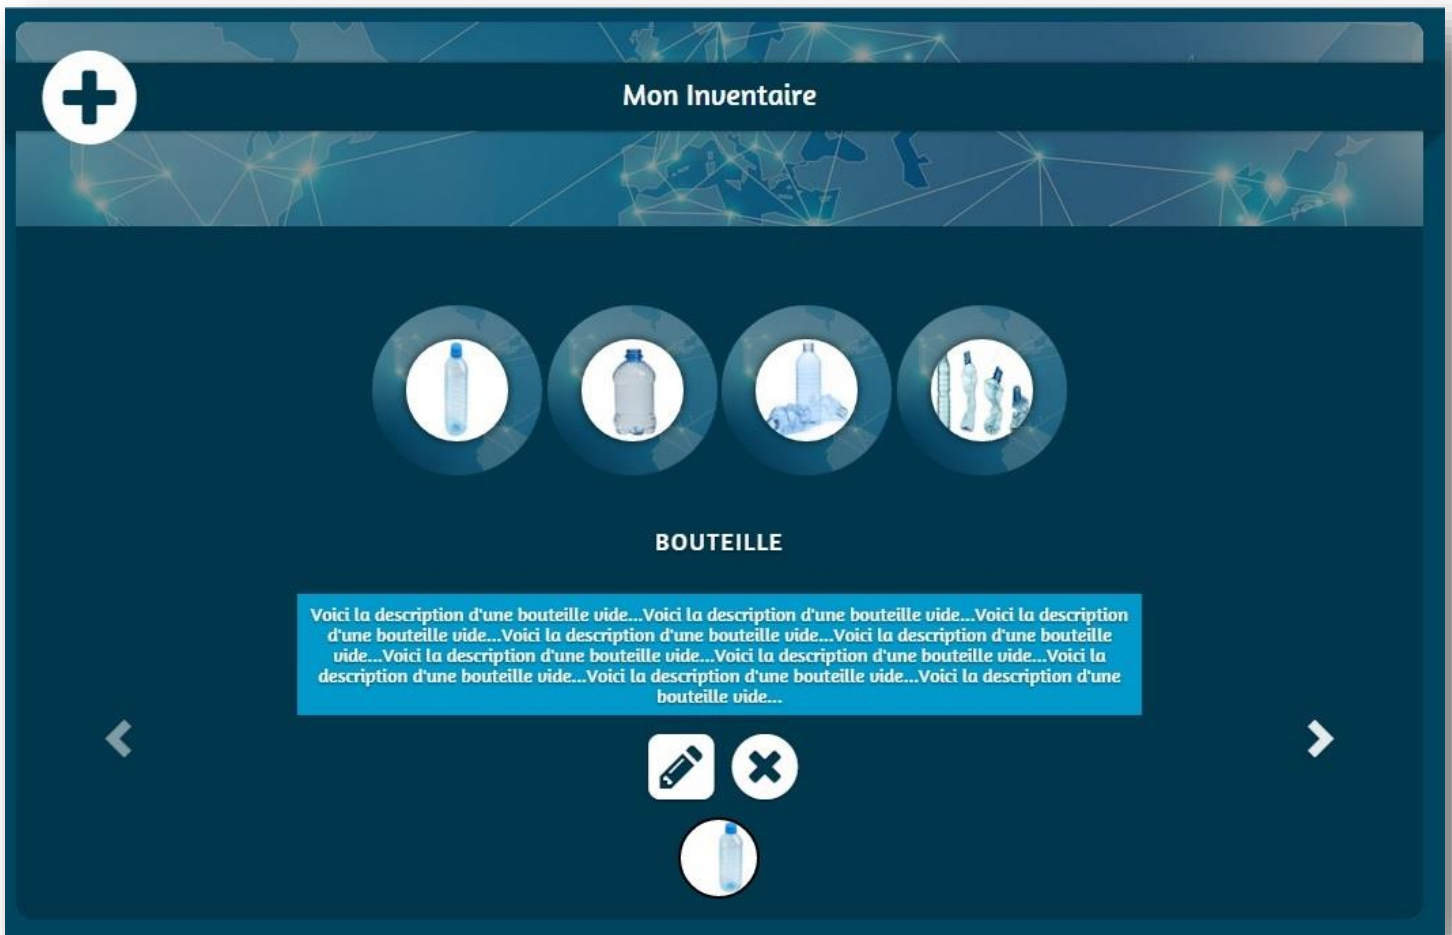 Mon Inventaire
BOUTEILLE
Voici la description d'une bouteille vide...Voici la description d'une bouteille vide...Voici la description
d'une bouteille vide...Voici la description d'une bouteille vide...Voici la description d'une bouteille
vide...Voici la description d'une bouteille vide...Voici la description d'une bouteille vide...Voici la
description d'une bouteille vide...Voici la description d'une bouteille vide...Voici la description d'une
bouteille vide...